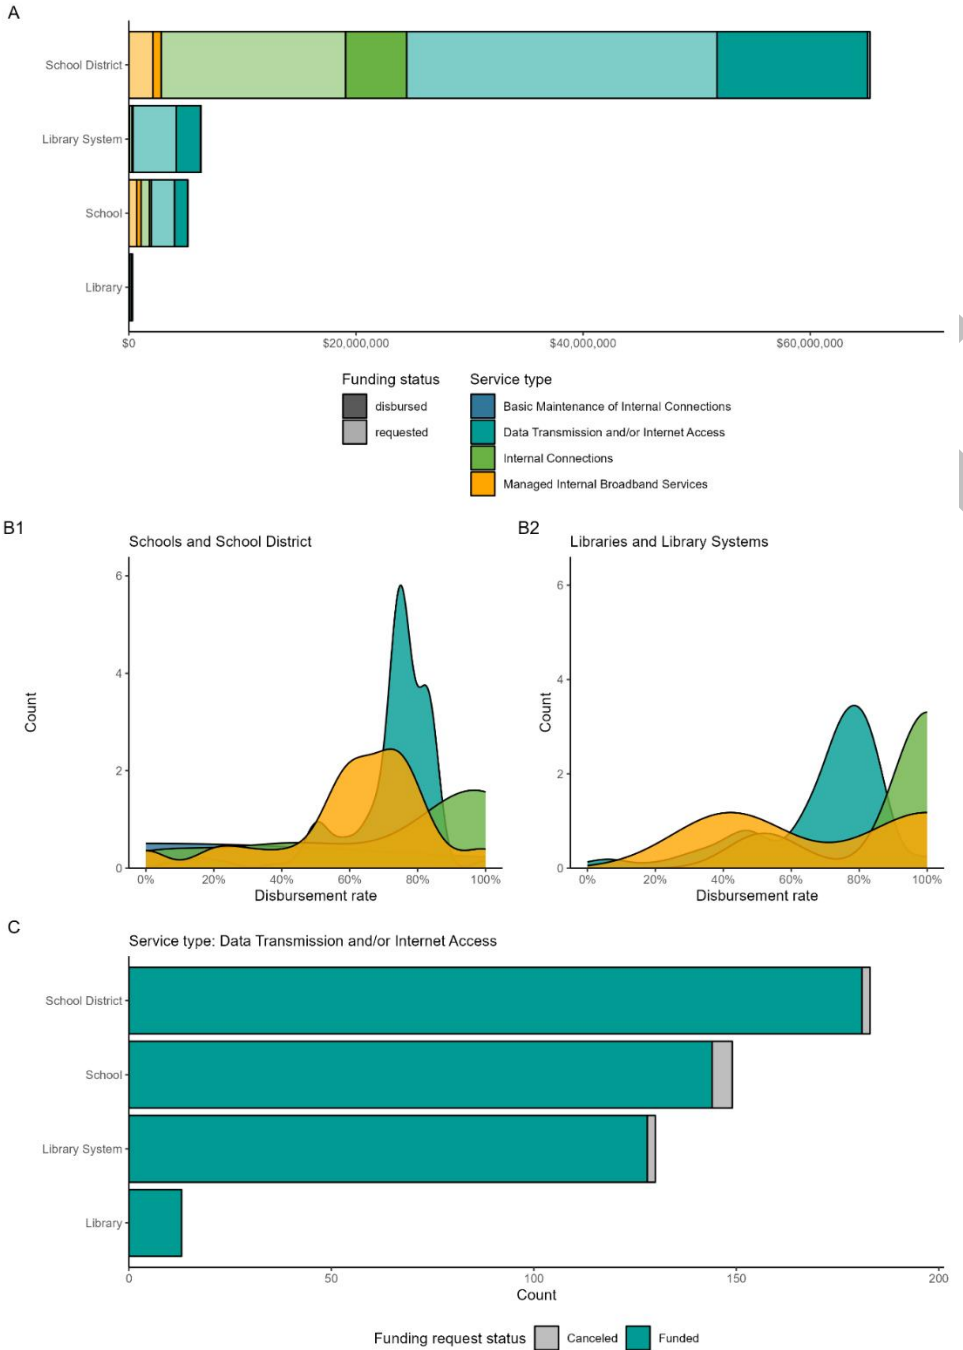 A
School District
Library System
School
Library
$0 $20,000,000 $40,000,000 $60,000,000
Funding status
disbursed
requested
Service type
Basic Maintenance of Internal Connections
Data Transmission and/or Internet Access
Internal Connections
Managed Internal Broadband Services
B1
Schools and School District
Count
6
4
2
0
0% 20% 40% 60% 80% 100%
Disbursement rate
B2
Libraries and Library Systems
Count
6
4
2
0
0% 20% 40% 60% 80% 100%
Disbursement rate
C
Service type: Data Transmission and/or Internet Access
School District
School
Library System
Library
0 50 100 150 200
Count
Funding request status Canceled Funded